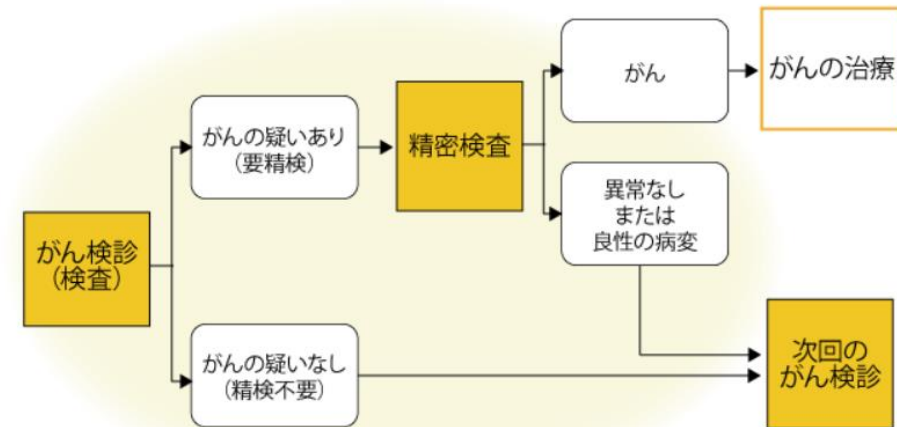 がん検診
（検査）
がんの疑いあり
（要精検）
がんの疑いなし
（精検不要）
精密検査
がん
異常なし
または
良性の病変
がんの治療
次回の
がん検診